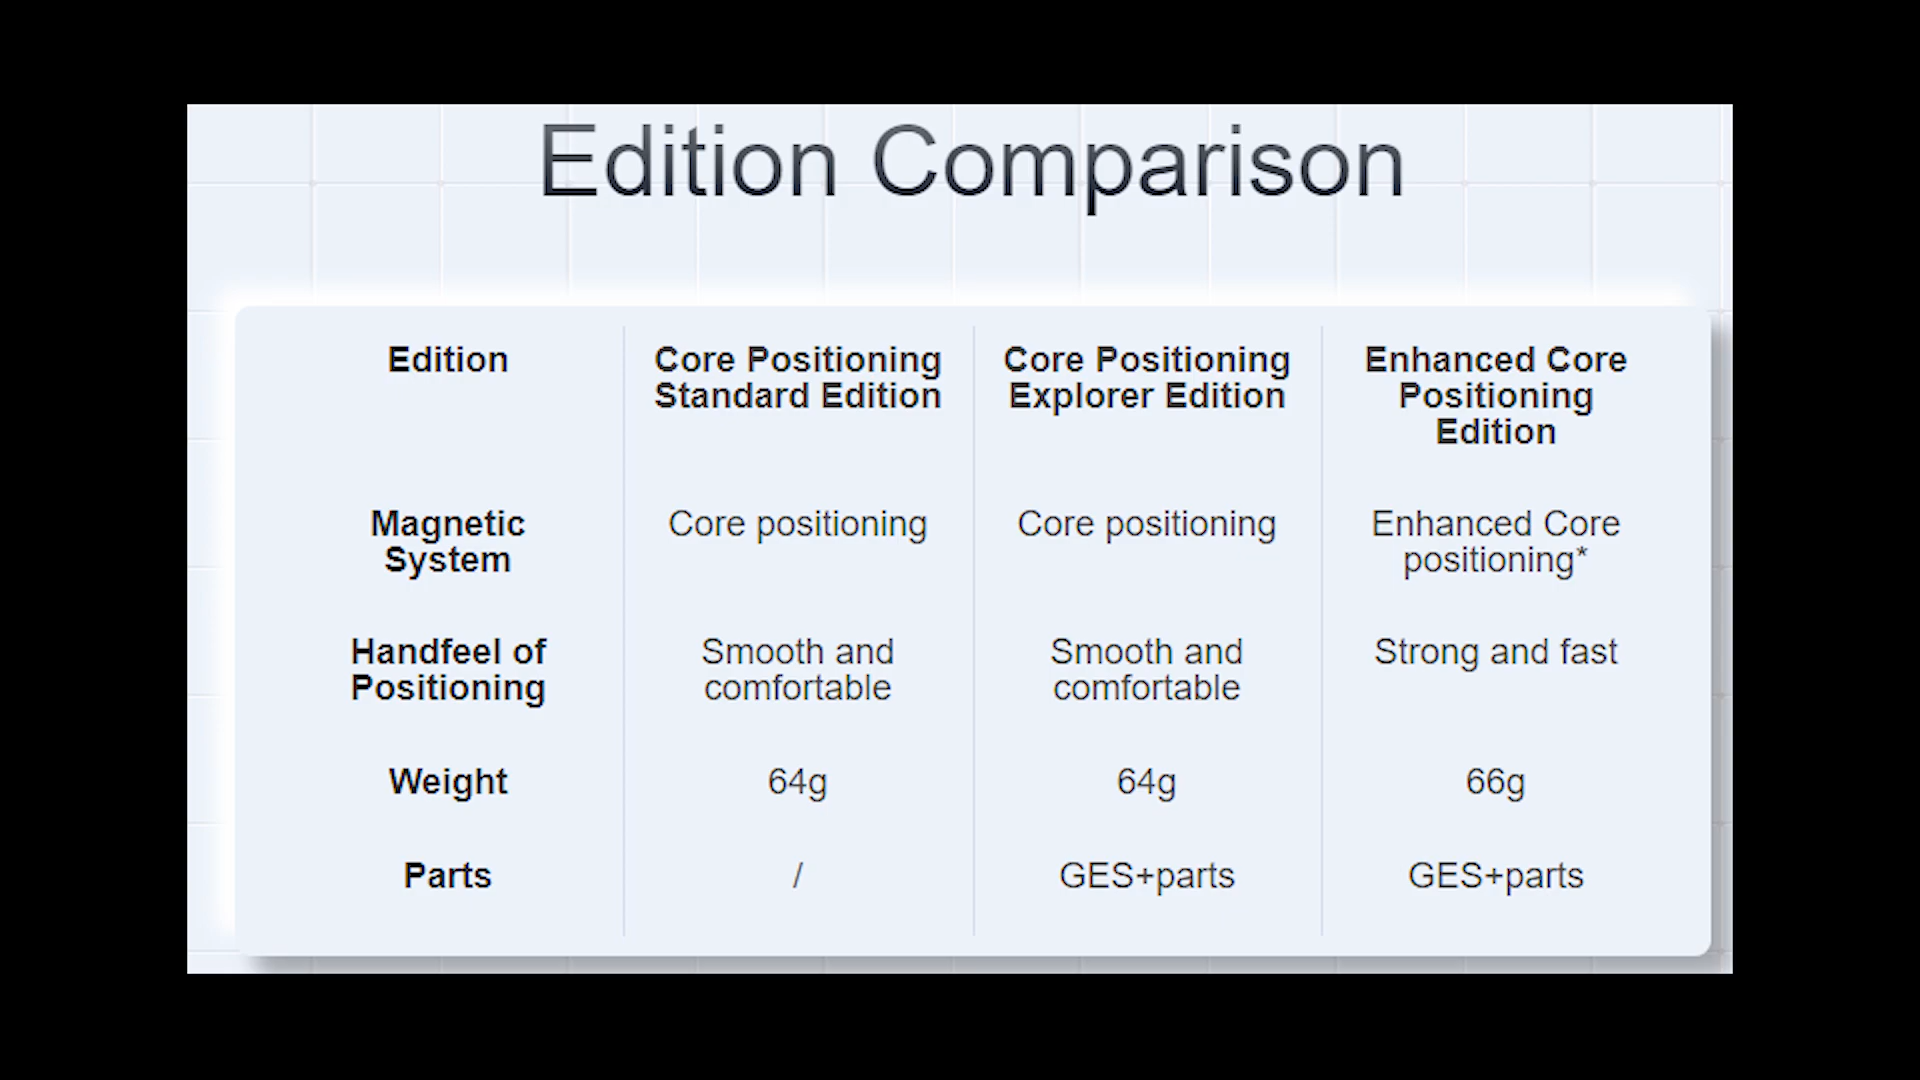 Edition Comparison
Edition
Core Positioning
Standard Edition
Core Positioning
Explorer Edition
Enhanced Core
Positioning
Edition
Magnetic
System
Core positioning
Core positioning
Enhanced Core
positioning*
Handfeel of
Positioning
Smooth and
comfortable
Smooth and
comfortable
Strong and fast
Weight
64g
64g
66g
Parts
/
GES+parts
GES+parts